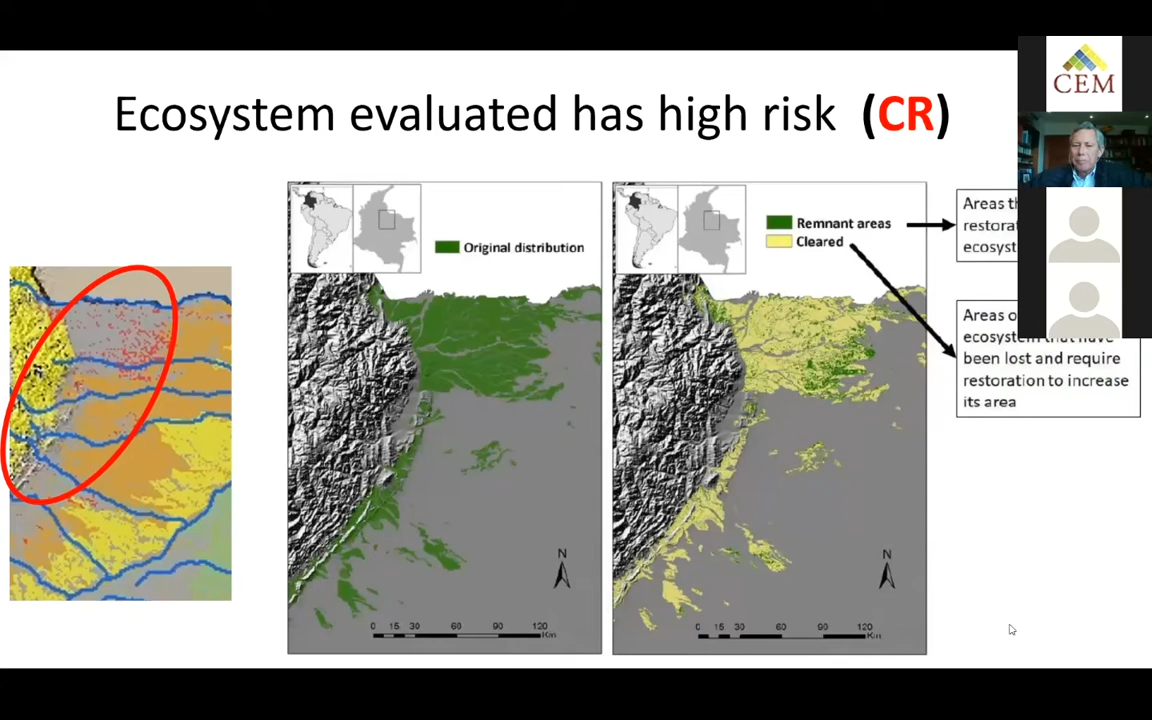 Ecosystem evaluated has high risk (CR)
CEM
Original distribution
N
0 15 30 60 90 120
Km
Remnant areas
Cleared
N
0 15 30 60 90 120
Km
Areas
restorat
ecosyst
Areas o
ecosystem that have
been lost and require
restoration to increase
its area